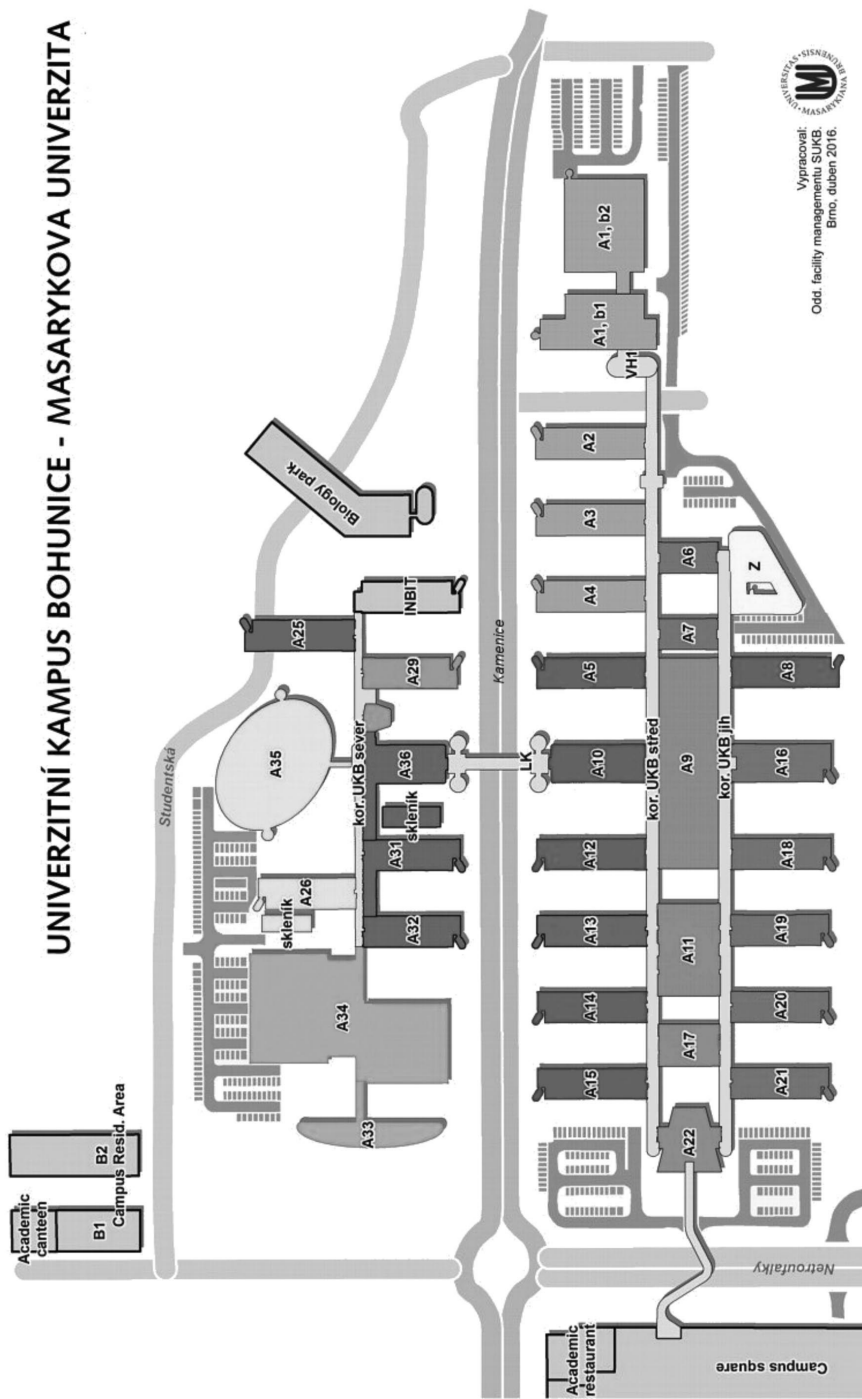 UNIVERZITNÍ KAMPUS BOHUNICE - MASARYKOVA UNIVERZITA
Academic
canteen
B1
B2
Campus Resid. Area
Studentská
A33
A34
skleník
A26
A35
A25
Biology park
kor. UKB sever
A32
A31
skleník
A36
A29
INBIT
Kamenice
LK
Academic
restaurant
Campus square
Netroufalky
A15
A14
A13
A12
A10
A5
A4
A3
A2
VH1
A1, b1
A1, b2
kor. UKB střed
A22
A17
A11
A9
A7
A6
Z
kor. UKB jih
A21
A20
A19
A18
A16
A8
Vypracoval:
Odd. facility managementu SUKB.
Brno, duben 2016.
UNIVERSITAS MASARYKIANA BRUNENSIS